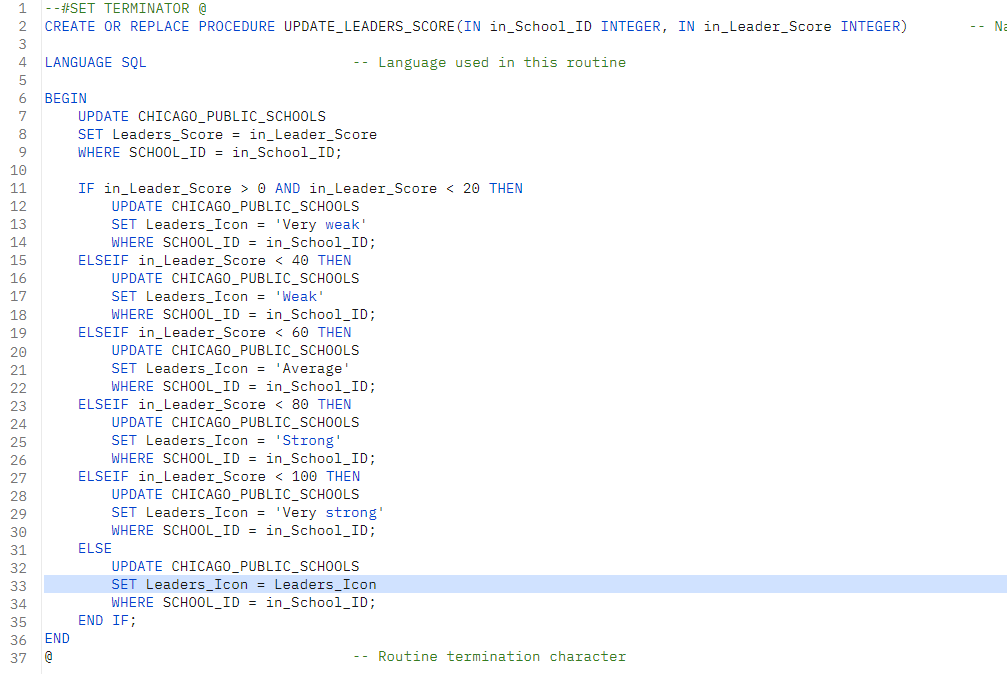 1 --#SET TERMINATOR @
2 CREATE OR REPLACE PROCEDURE UPDATE_LEADERS_SCORE(IN in_School_ID INTEGER, IN in_Leader_Score INTEGER) --
3
4 LANGUAGE SQL -- Language used in this routine
5
6 BEGIN
7 UPDATE CHICAGO_PUBLIC_SCHOOLS
8 SET Leaders_Score = in_Leader_Score
9 WHERE SCHOOL_ID = in_School_ID;
10
11 IF in_Leader_Score > 0 AND in_Leader_Score < 20 THEN
12 UPDATE CHICAGO_PUBLIC_SCHOOLS
13 SET Leaders_Icon = 'Very weak'
14 WHERE SCHOOL_ID = in_School_ID;
15 ELSEIF in_Leader_Score < 40 THEN
16 UPDATE CHICAGO_PUBLIC_SCHOOLS
17 SET Leaders_Icon = 'Weak'
18 WHERE SCHOOL_ID = in_School_ID;
19 ELSEIF in_Leader_Score < 60 THEN
20 UPDATE CHICAGO_PUBLIC_SCHOOLS
21 SET Leaders_Icon = 'Average'
22 WHERE SCHOOL_ID = in_School_ID;
23 ELSEIF in_Leader_Score < 80 THEN
24 UPDATE CHICAGO_PUBLIC_SCHOOLS
25 SET Leaders_Icon = 'Strong'
26 WHERE SCHOOL_ID = in_School_ID;
27 ELSEIF in_Leader_Score < 100 THEN
28 UPDATE CHICAGO_PUBLIC_SCHOOLS
29 SET Leaders_Icon = 'Very strong'
30 WHERE SCHOOL_ID = in_School_ID;
31 ELSE
32 UPDATE CHICAGO_PUBLIC_SCHOOLS
33 SET Leaders_Icon = Leaders_Icon
34 WHERE SCHOOL_ID = in_School_ID;
35 END IF;
36 END
37 @ -- Routine termination character